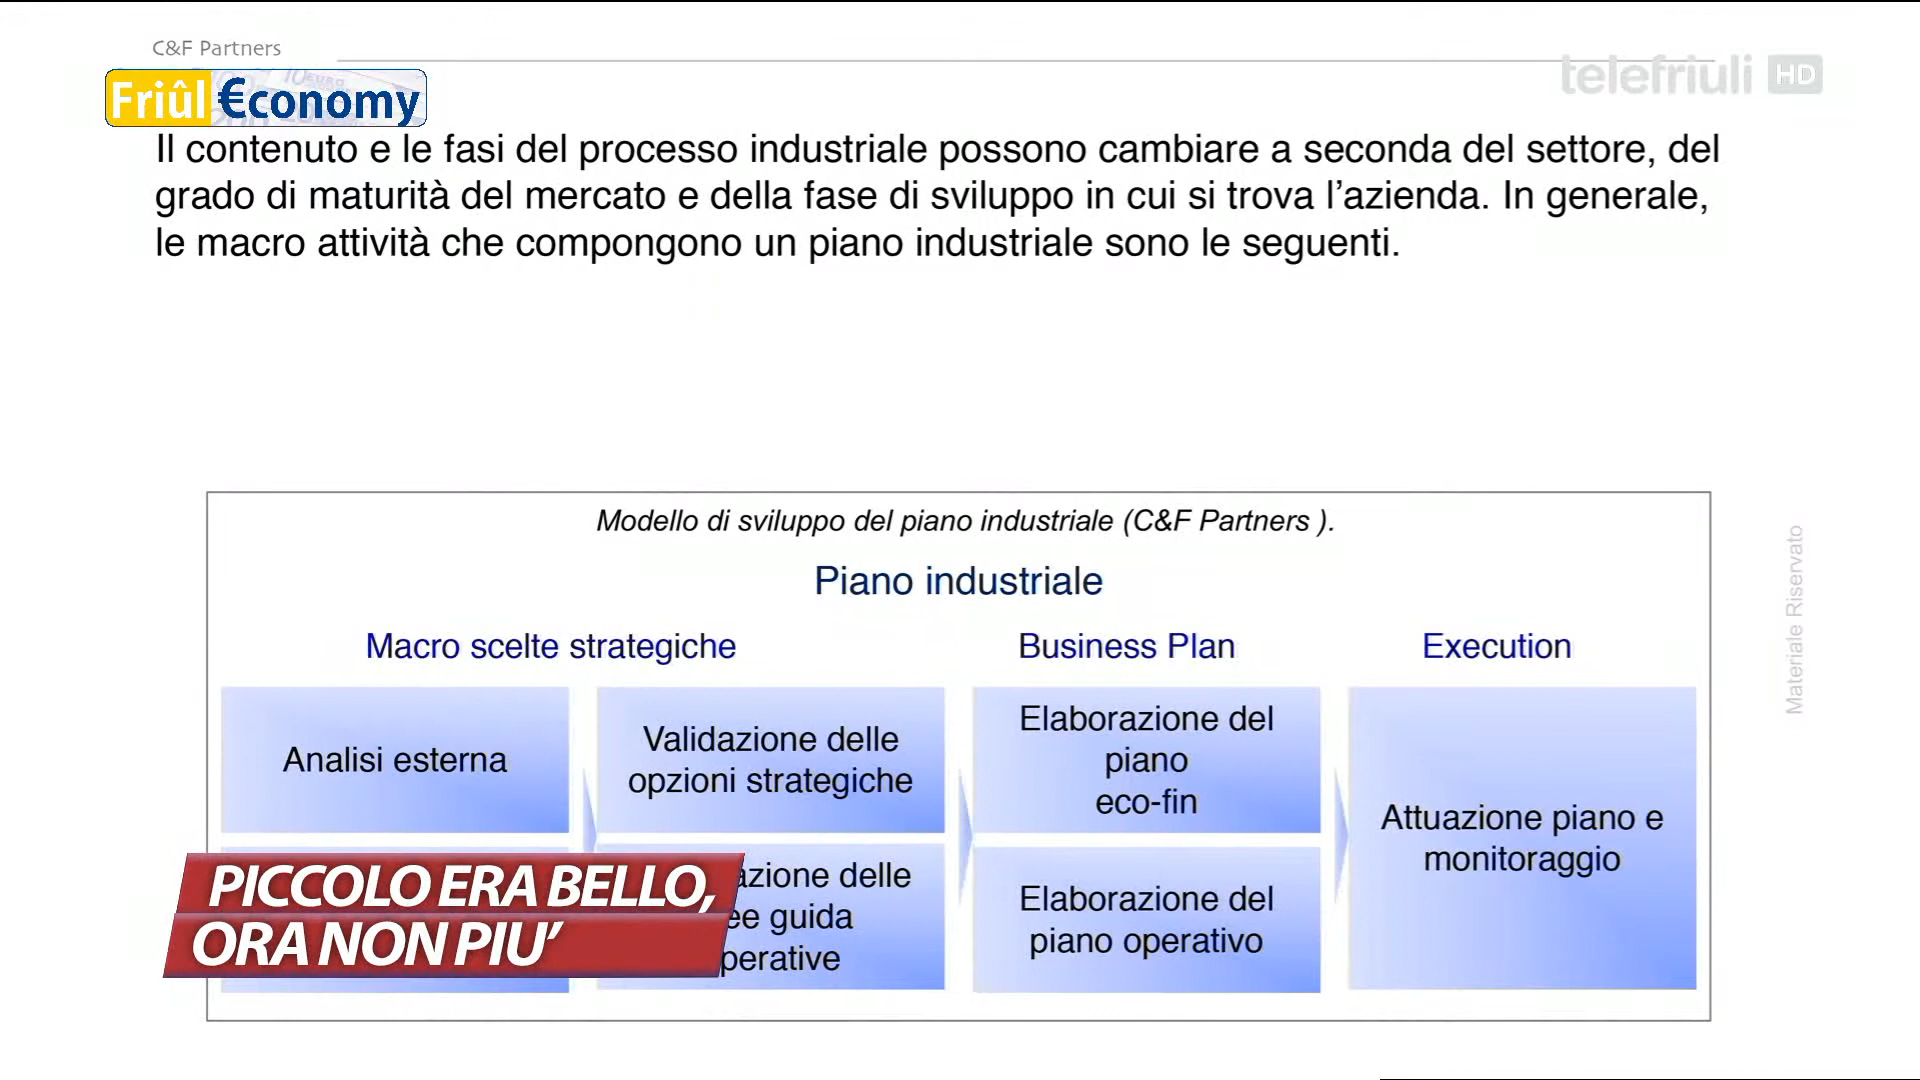 C&F Partners
Friûl €conomy
telefriuli HD
Il contenuto e le fasi del processo industriale possono cambiare a seconda del settore, del
grado di maturità del mercato e della fase di sviluppo in cui si trova l’azienda. In generale,
le macro attività che compongono un piano industriale sono le seguenti.
Modello di sviluppo del piano industriale (C&F Partners ).
Piano industriale
Macro scelte strategiche
Business Plan
Execution
Analisi esterna
Validazione delle
opzioni strategiche
delle
guida
Elaborazione del
piano
eco-fin
Elaborazione del
piano operativo
Attuazione piano e
monitoraggio
Materiale Riservato
PICCOLO ERA BELLO,
ORA NON PIU’